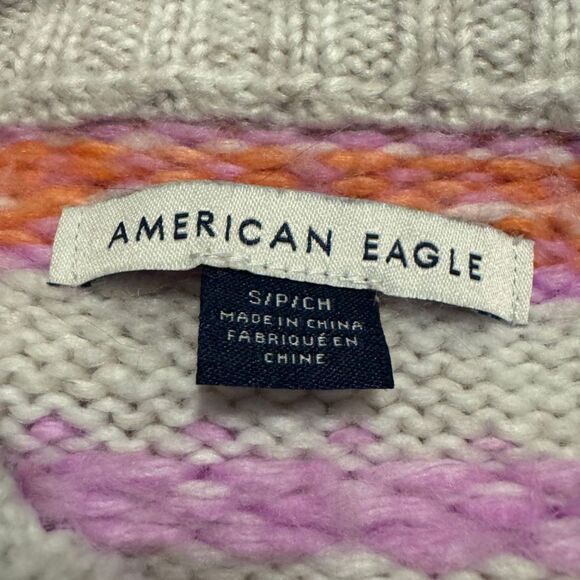 AMERICAN EAGLE
S/P/CH
MADE IN CHINA
FABRIQUÉ EN
CHINE